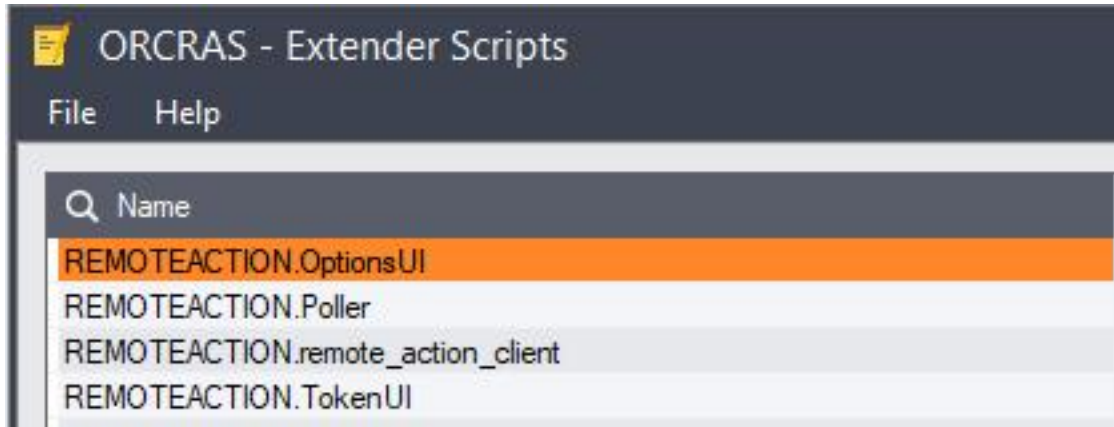 ORCRAS - Extender Scripts
File Help
Name
REMOTEACTION.OptionsUI
REMOTEACTION.Poller
REMOTEACTION.remote_action_client
REMOTEACTION.TokenUI